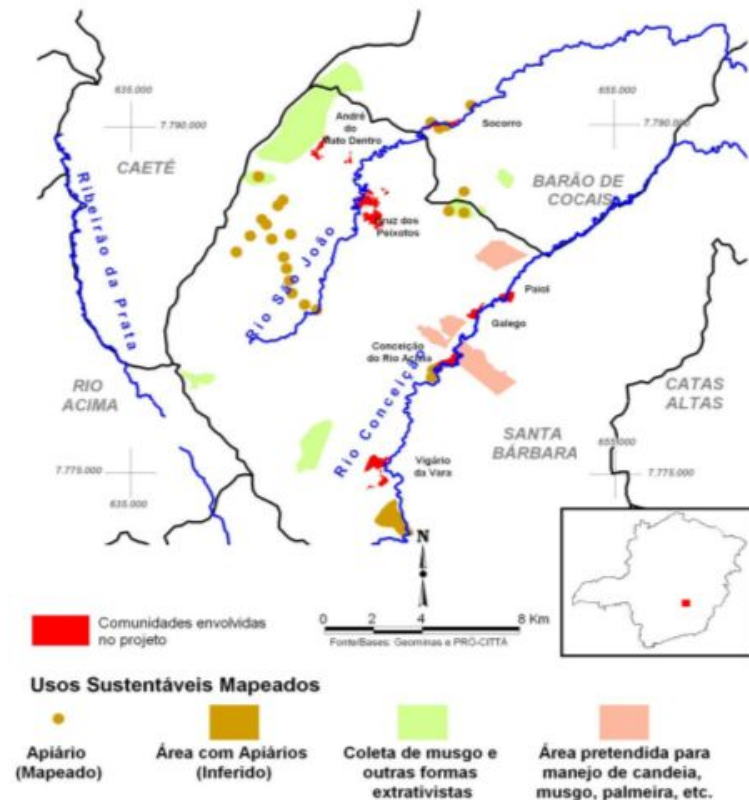 635.000
7.790.000
655.000
7.790.000
André
do
Mato Dentro
Socorro
CAETÉ
BARÃO DE
COCAIS
Ribeirão da Prata
Cruz dos
Peixotos
Rio São João
Paiol
Galego
Conceição
do Rio Acima
RIO
ACIMA
CATAS
ALTAS
Rio Conceição
SANTA
BÁRBARA
Vigário
da Vara
7.775.000
635.000
655.000
7.775.000
N
Comunidades envolvidas
no projeto
0 2 4 8 Km
Fonte/Bases: Geominas e PRÓ-CITTÀ
Usos Sustentáveis Mapeados
Apiário
(Mapeado)
Área com Apiários
(Inferido)
Coleta de musgo e
outras formas
extrativistas
Área pretendida para
manejo de candeia,
musgo, palmeira, etc.